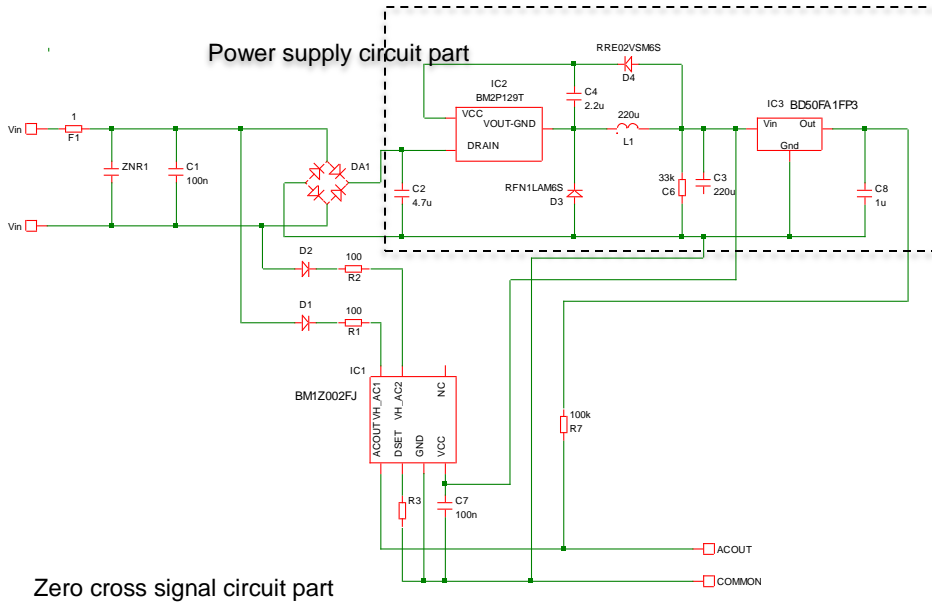 Power supply circuit part
RRE02VSM6S
D4
IC2
BM2P129T
C4
2.2u
VCC
VOUT-GND
DRAIN
220u
L1
IC3
BD50FA1FP3
Vin
Out
Gnd
1
Vin
F1
ZNR1
C1
100n
DA1
C2
4.7u
RFN1LAM6S
D3
33k
C6
C3
220u
C8
1u
Vin
D2
100
R2
D1
100
R1
IC1
BM1Z002FJ
VH_AC1
VH_AC2
NC
ACOUT
DSET
GND
VCC
100k
R7
R3
C7
100n
ACOUT
COMMON
Zero cross signal circuit part